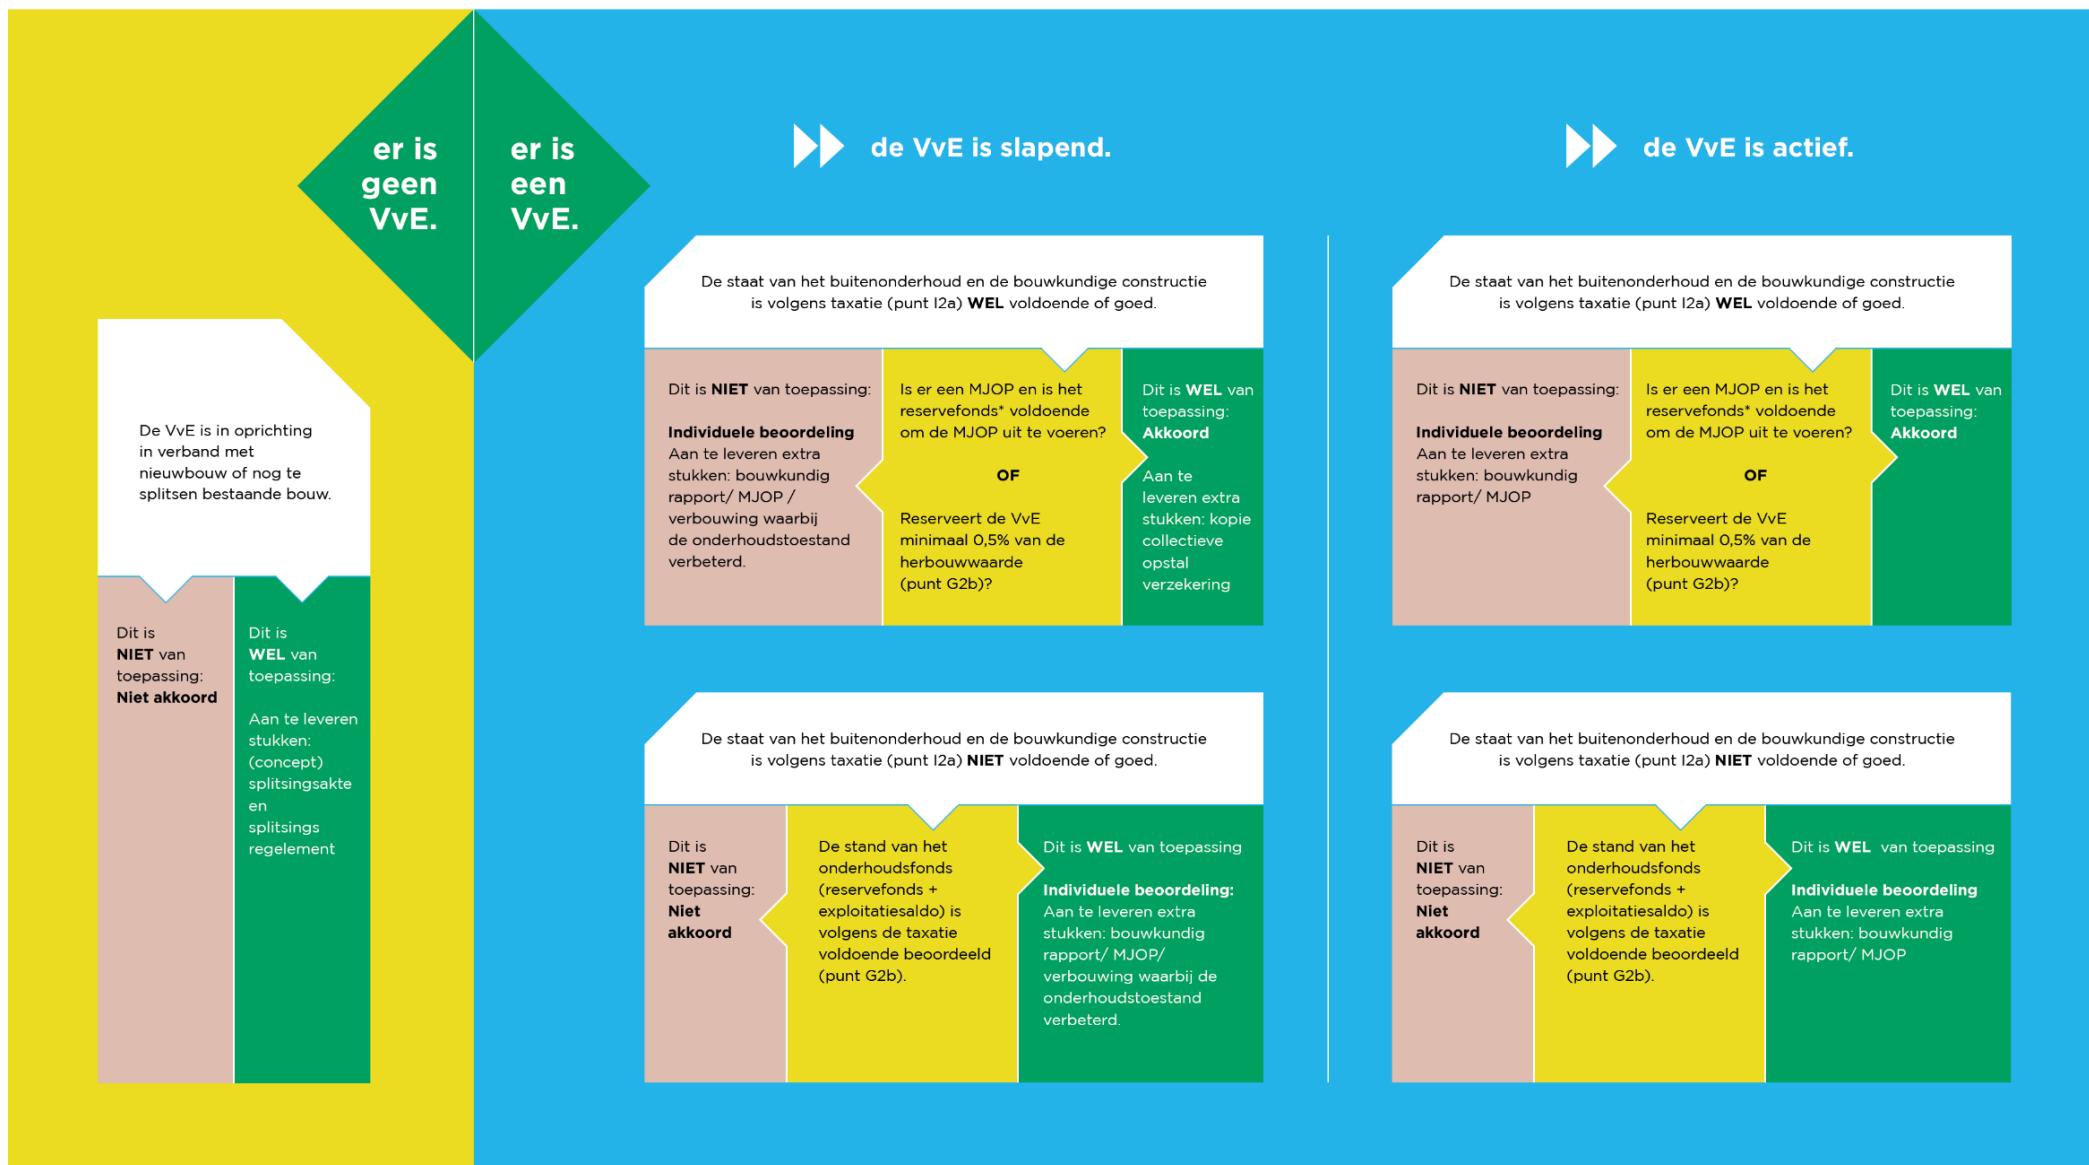 er is
geen
VvE.
er is
een
VvE.
De VvE is in oprichting
in verband met
nieuwbouw of nog te
splitsen bestaande bouw.
Dit is
NIET van
toepassing:
Niet akkoord
Dit is
WEL van
toepassing:
Aan te leveren
stukken:
(concept)
splitsingsakte
en
splitsings
regelement
de VvE is slapend.
De staat van het buitenonderhoud en de bouwkundige constructie
is volgens taxatie (punt I2a) WEL voldoende of goed.
Dit is NIET van toepassing:
Individuele beoordeling
Aan te leveren extra
stukken: bouwkundig
rapport/ MJOP /
verbouwing waarbij
de onderhoudstoestand
verbeterd.
Is er een MJOP en is het
reservefonds* voldoende
om de MJOP uit te voeren?
OF
Reserveert de VvE
minimaal 0,5% van de
herbouwwaarde
(punt G2b)?
Dit is WEL van
toepassing:
Akkoord
Aan te
leveren extra
stukken: kopie
collectieve
opstal
verzekering
De staat van het buitenonderhoud en de bouwkundige constructie
is volgens taxatie (punt I2a) NIET voldoende of goed.
Dit is
NIET van
toepassing:
Niet
akkoord
De stand van het
onderhoudsfonds
(reservefonds +
exploitatiesaldo) is
volgens de taxatie
voldoende beoordeeld
(punt G2b).
Dit is WEL van toepassing
Individuele beoordeling:
Aan te leveren extra
stukken: bouwkundig
rapport/ MJOP/
verbouwing waarbij de
onderhoudstoestand
verbeterd.
de VvE is actief.
De staat van het buitenonderhoud en de bouwkundige constructie
is volgens taxatie (punt I2a) WEL voldoende of goed.
Dit is NIET van toepassing:
Individuele beoordeling
Aan te leveren extra
stukken: bouwkundig
rapport/ MJOP
Is er een MJOP en is het
reservefonds* voldoende
om de MJOP uit te voeren?
OF
Reserveert de VvE
minimaal 0,5% van de
herbouwwaarde
(punt G2b)?
Dit is WEL van
toepassing:
Akkoord
De staat van het buitenonderhoud en de bouwkundige constructie
is volgens taxatie (punt I2a) NIET voldoende of goed.
Dit is
NIET van
toepassing:
Niet
akkoord
De stand van het
onderhoudsfonds
(reservefonds +
exploitatiesaldo) is
volgens de taxatie
voldoende beoordeeld
(punt G2b).
Dit is WEL van toepassing
Individuele beoordeling
Aan te leveren extra
stukken: bouwkundig
rapport/ MJOP